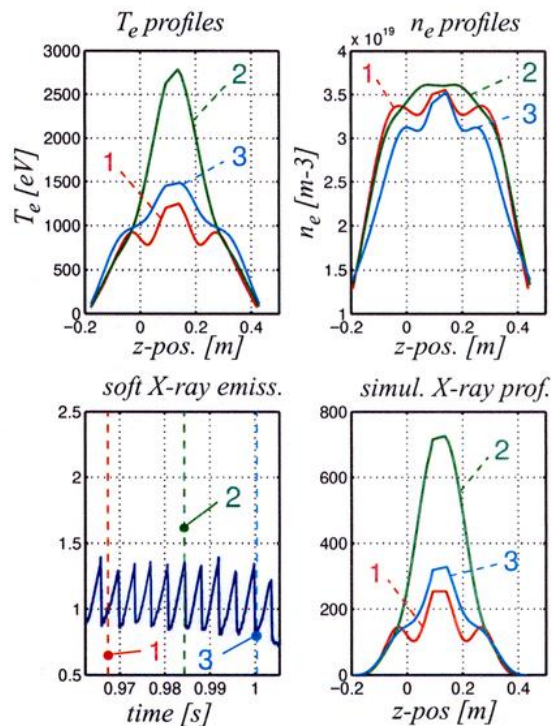 T_e profiles
3000
2500
2000
1500
1000
500
0
T_e [eV]
-0.2 0 0.2 0.4
z-pos. [m]
2
3
1
n_e profiles
x 10^19
4
3.5
3
2.5
2
1.5
1
n_e [m-3]
-0.2 0 0.2 0.4
z-pos. [m]
1
2
3
soft X-ray emiss.
2.5
2
1.5
1
0.5
0.97 0.98 0.99 1
time [s]
2
1
3
simul. X-ray prof.
800
600
400
200
0
-0.2 0 0.2 0.4
z-pos. [m]
2
3
1